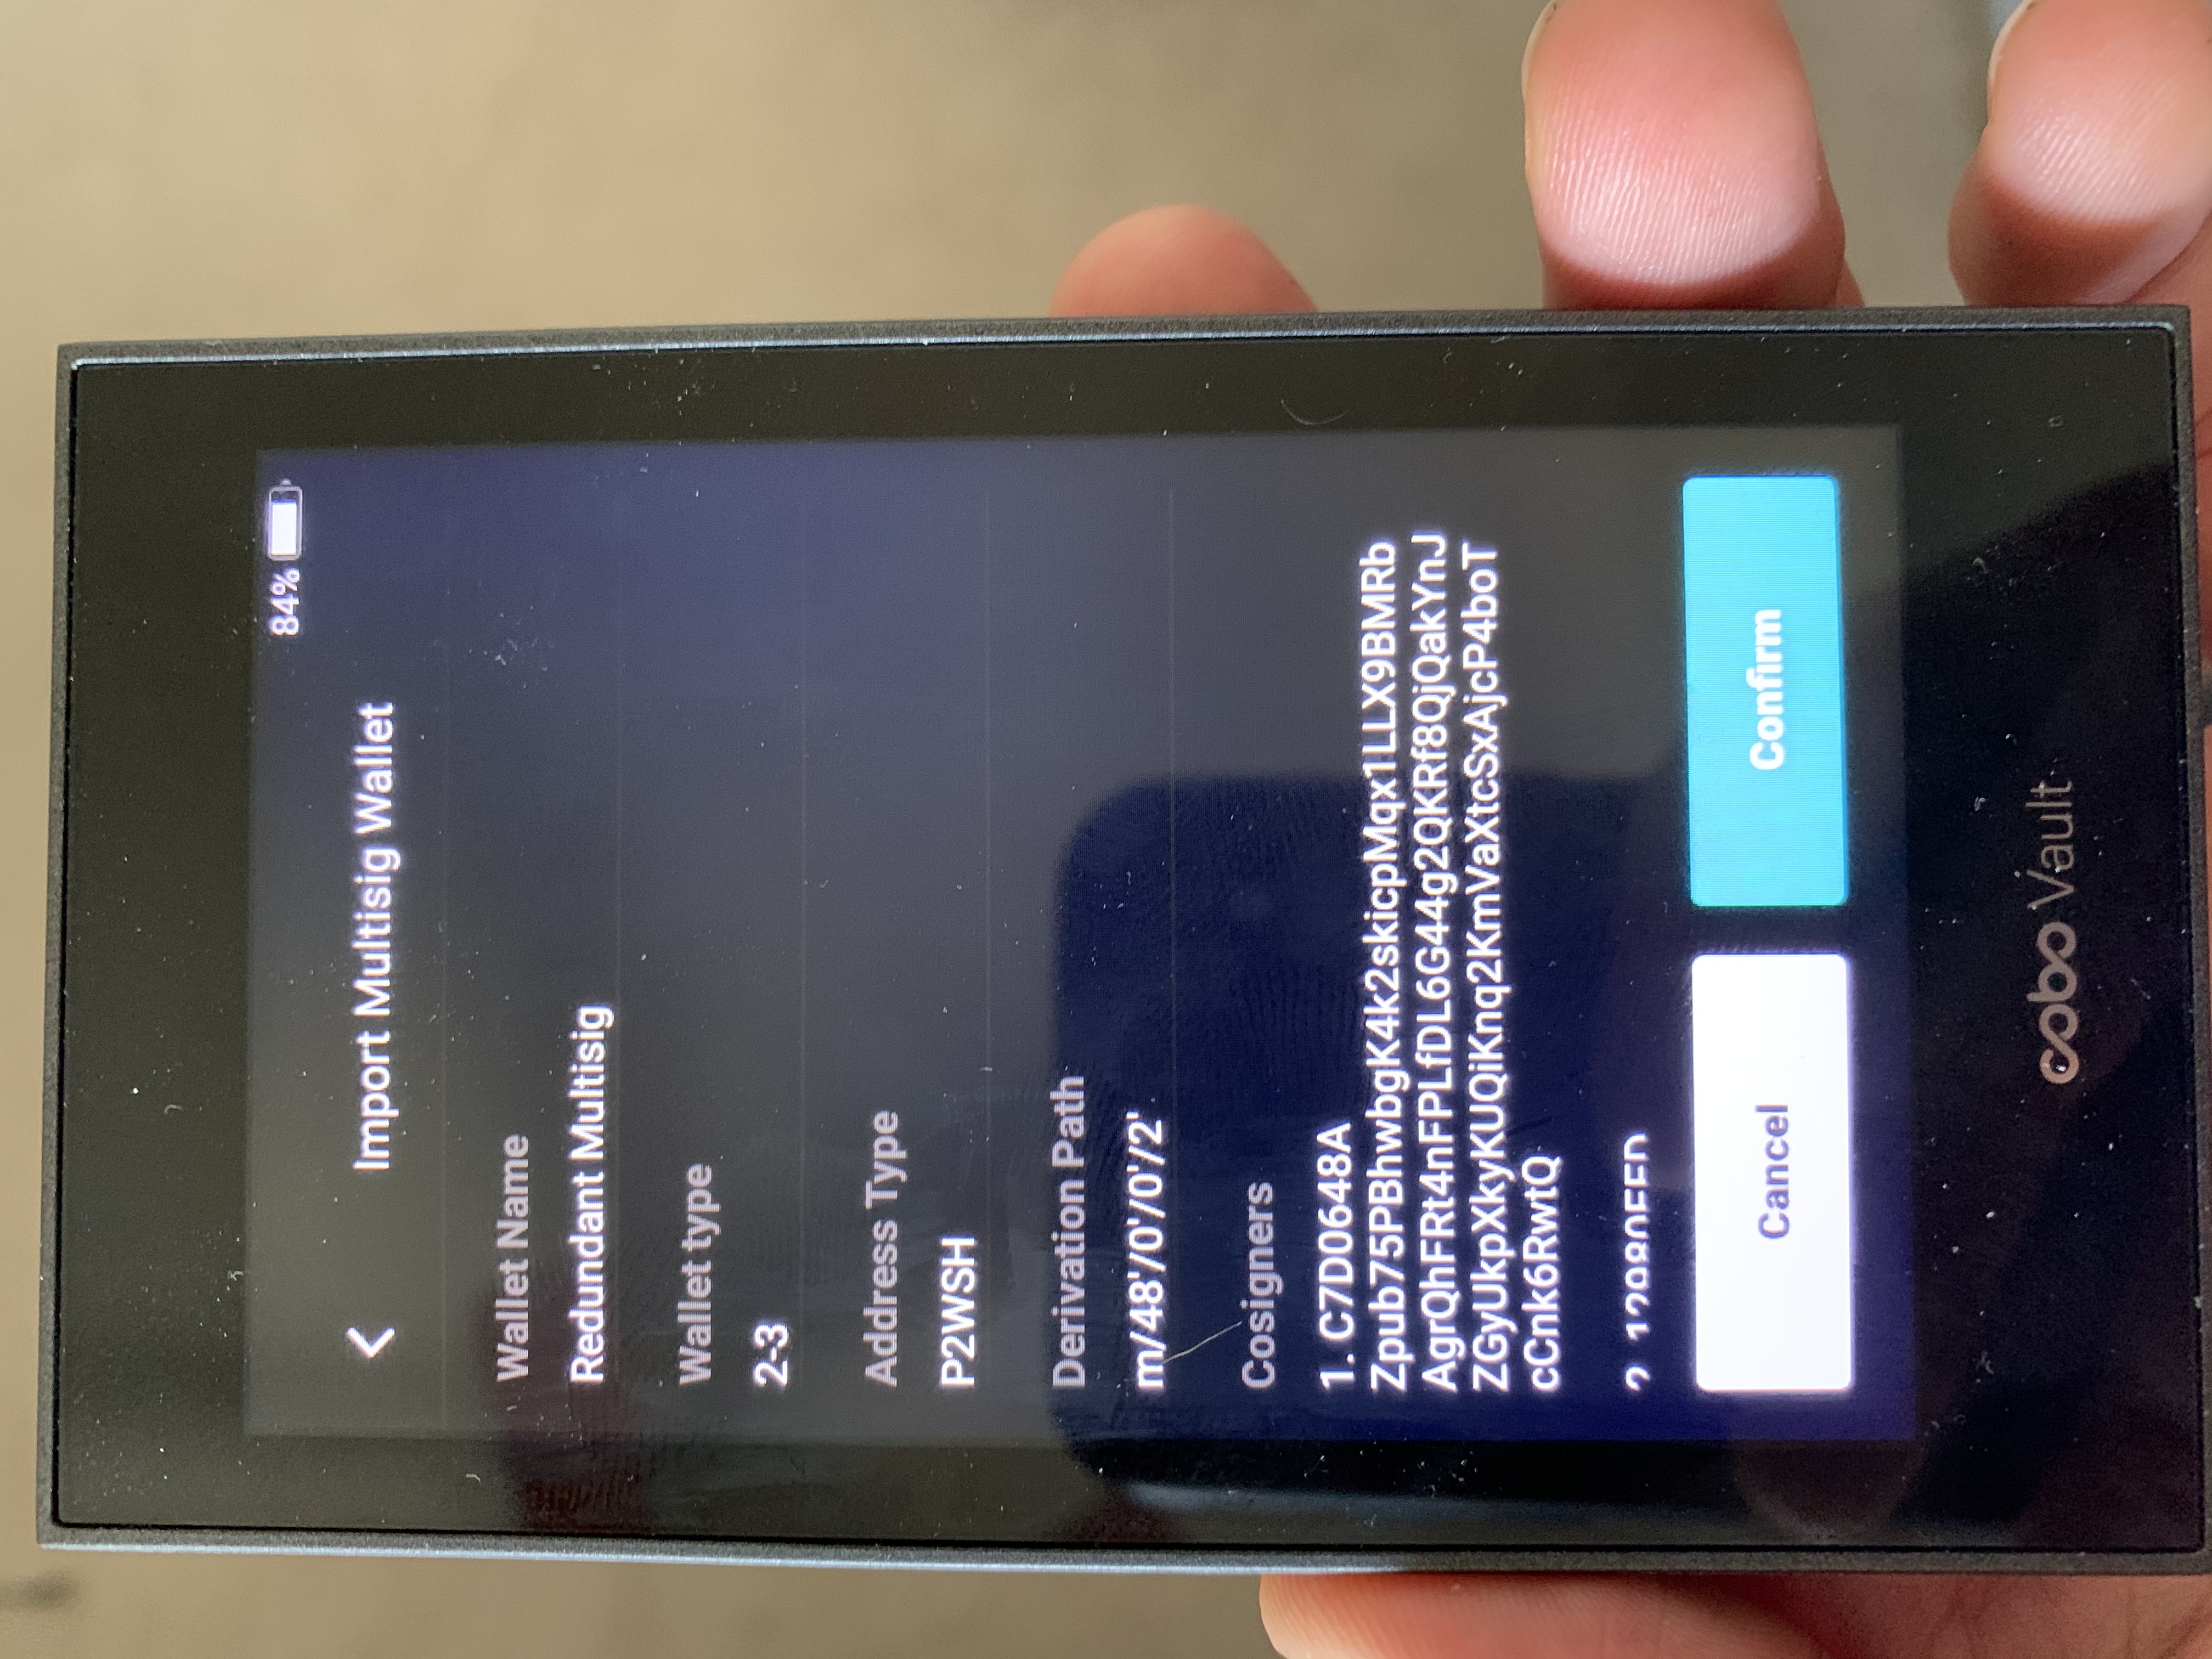 84%
Import Multisig Wallet
Wallet Name
Redundant Multisig
Wallet type
2-3
Address Type
P2WSH
Derivation Path
m/48'/0'/0'/2'
Cosigners
1. C7D0648A
Zpub75PBhwbgK4k2skicpMqx1LLX9BMRb
AgrQhFRt4nFPLfDL6G44g2QKRf8QjQakYnJ
ZGyUkpXkyKUQiKnq2KmVaXtcSxAjcP4boT
cCnk6RwtQ
2.
Cancel
Confirm
cobo Vault